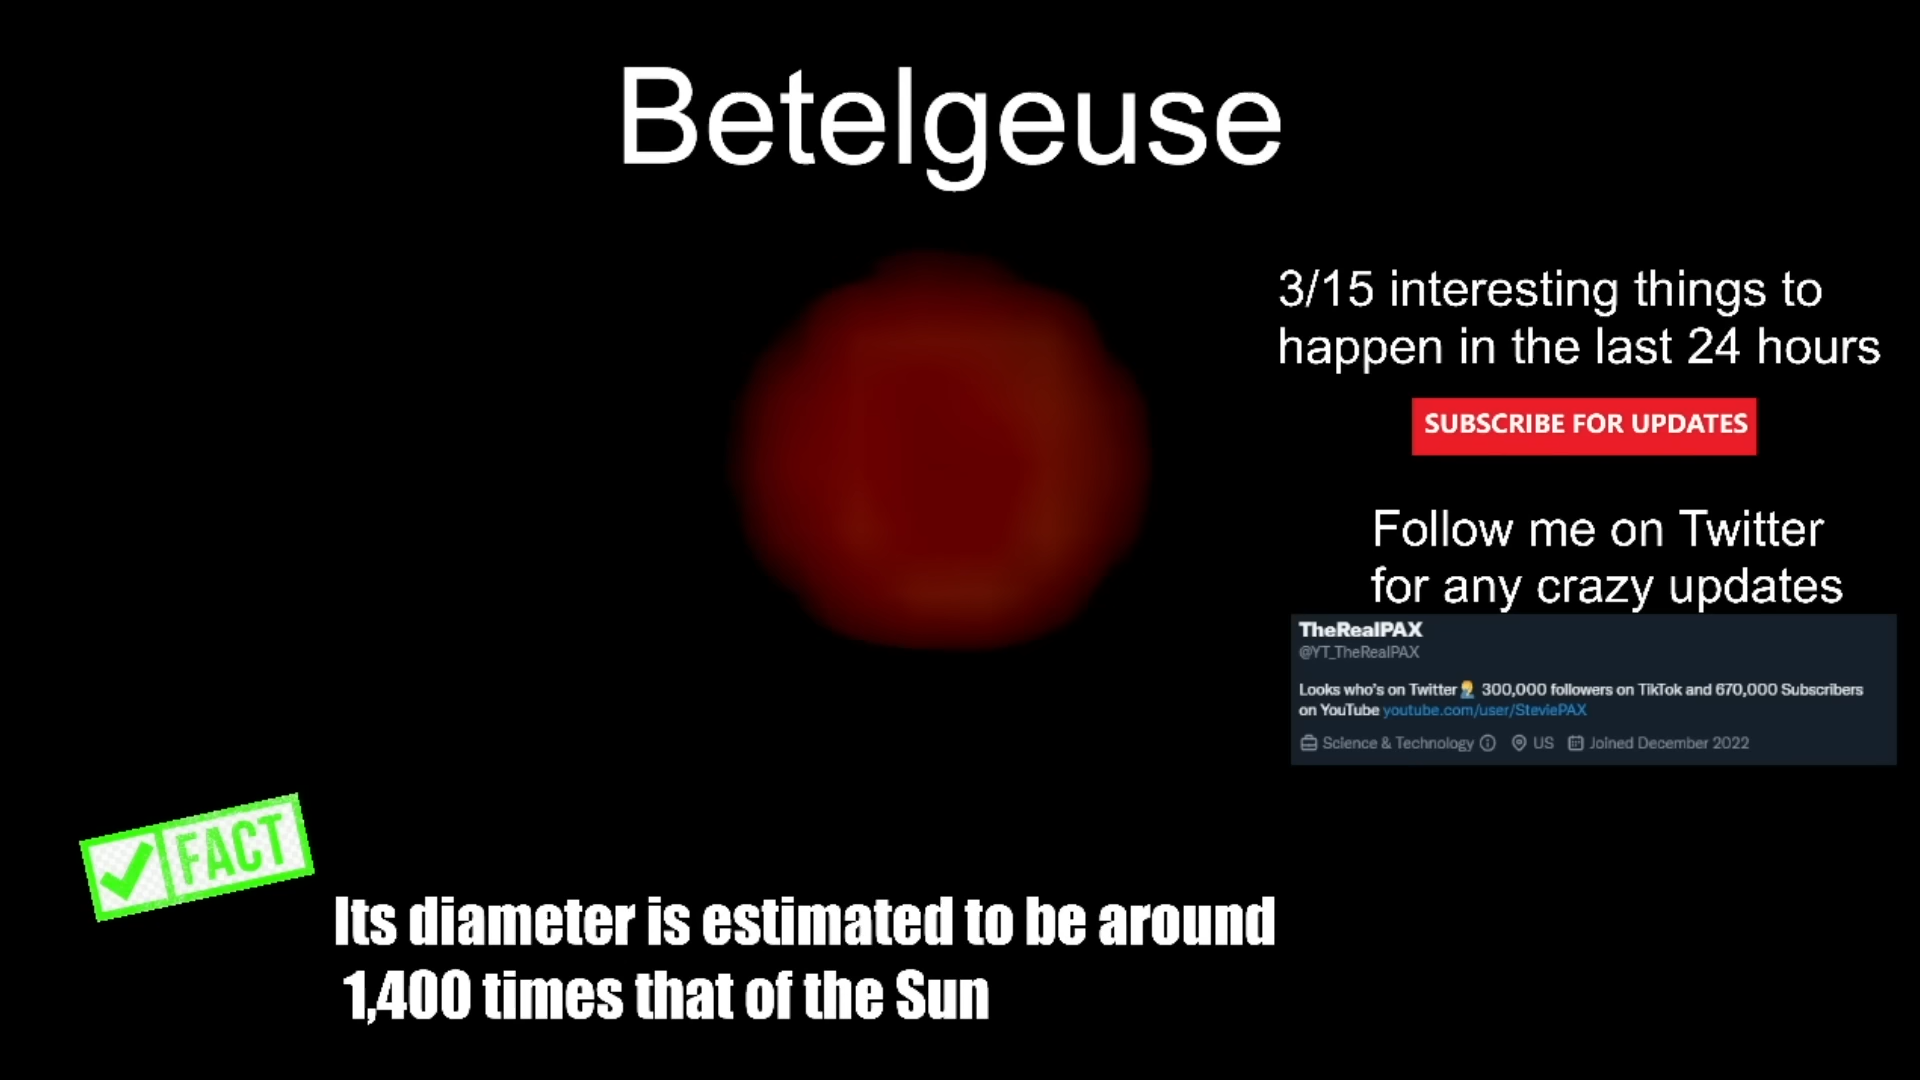 Betelgeuse
3/15 interesting things to
happen in the last 24 hours
SUBSCRIBE FOR UPDATES
Follow me on Twitter
for any crazy updates
TheRealPAX
@YT_TheRealPAX
Looks who's on Twitter 300,000 followers on TikTok and 670,000 Subscribers
on YouTube youtube.com/user/SteviePAX
Science & Technology US Joined December 2022
FACT
Its diameter is estimated to be around
1,400 times that of the Sun